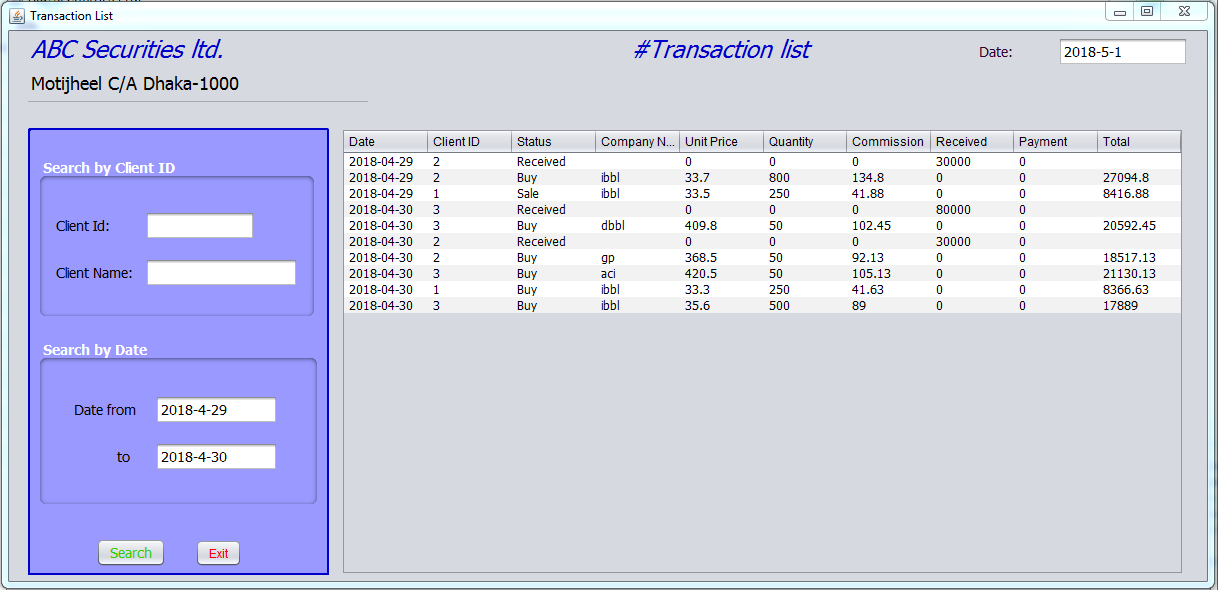 Transaction List
ABC Securities ltd.
#Transaction list
Date:
2018-5-1
Motijheel C/A Dhaka-1000
Search by Client ID
Client Id:
Client Name:
Search by Date
Date from 2018-4-29
to 2018-4-30
Search Exit
Date Client ID Status Company N... Unit Price Quantity Commission Received Payment Total
2018-04-29 2 Received 0 0 0 30000 0
2018-04-29 2 Buy ibbl 33.7 800 134.8 0 0 27094.8
2018-04-29 1 Sale ibbl 33.5 250 41.88 0 0 8416.88
2018-04-30 3 Received 0 0 0 80000 0
2018-04-30 3 Buy dbbl 409.8 50 102.45 0 0 20592.45
2018-04-30 2 Received 0 0 0 30000 0
2018-04-30 2 Buy gp 368.5 50 92.13 0 0 18517.13
2018-04-30 3 Buy aci 420.5 50 105.13 0 0 21130.13
2018-04-30 1 Buy ibbl 33.3 250 41.63 0 0 8366.63
2018-04-30 3 Buy ibbl 35.6 500 89 0 0 17889